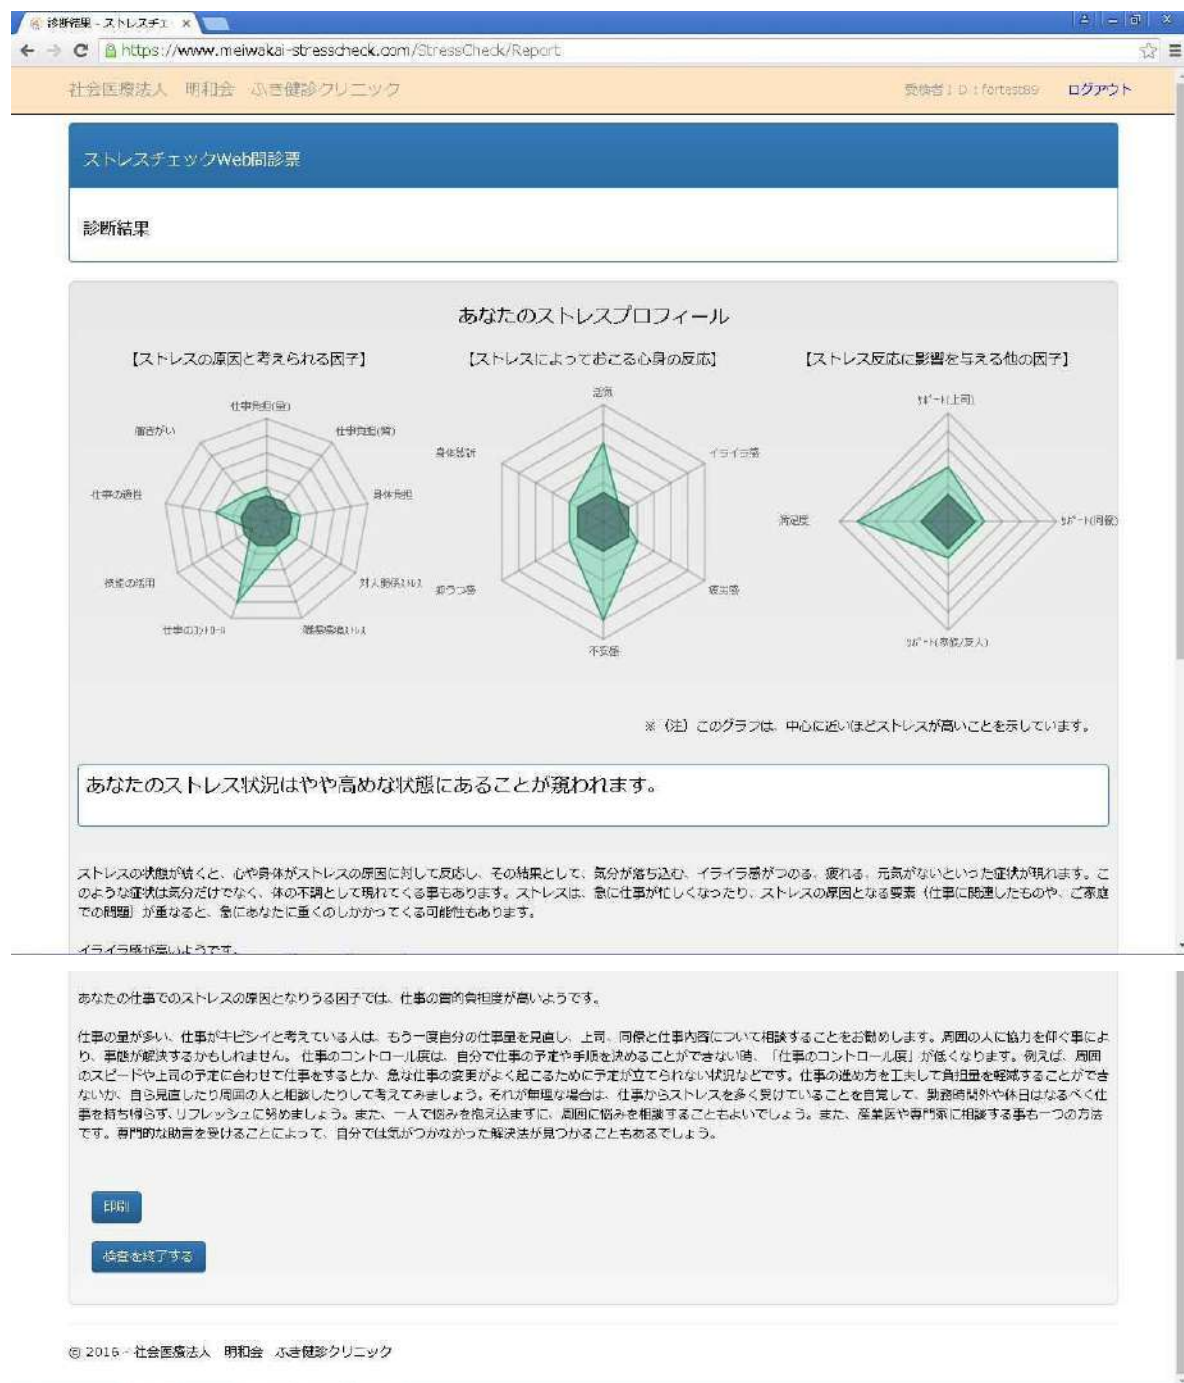 診断結果 - ストレスチェ
https://www.meiwakai-stresscheck.com/StressCheck/Report
社会医療法人 明和会 ふき健診クリニック
受検者ID:fortest89 ログアウト
ストレスチェックWeb問診票
診断結果
あなたのストレスプロフィール
【ストレスの原因と考えられる因子】 【ストレスによっておこる心身の反応】 【ストレス反応に影響を与える他の因子】
仕事負担(量)
仕事負担(質)
身体負担
対人関係ストレス
職場環境ストレス
仕事のコントロール
技能の活用
仕事の適性
働きがい
活気
イライラ感
疲労感
不安感
抑うつ感
身体愁訴
サポート(上司)
サポート(同僚)
サポート(家族/友人)
満足度
※(注)このグラフは、中心に近いほどストレスが高いことを示しています。
あなたのストレス状況はやや高めな状態にあることが窺われます。
ストレスの状態が続くと、心や身体がストレスの原因に対して反応し、その結果として、気分が落ち込む、イライラ感がつのる、疲れる、元気がないといった症状が現れます。こ
のような症状は気分だけでなく、体の不調として現れてくる事もあります。ストレスは、急に仕事が忙しくなったり、ストレスの原因となる要素(仕事に関連したものや、ご家庭
での問題)が重なると、急にあなたに重くのしかかってくる可能性もあります。
イライラ感が高いようです。
あなたの仕事でのストレスの原因となりうる因子では、仕事の質的負担度が高いようです。
仕事の量が多い、仕事がキビシイと考えている人は、もう一度自分の仕事量を見直し、上司、同僚と仕事内容について相談することをお勧めします。周囲の人に協力を仰ぐ事によ
り、事態が解決するかもしれません。 仕事のコントロール度は、自分で仕事の予定や手順を決めることができない時、「仕事のコントロール度」が低くなります。例えば、周囲
のスピードや上司の予定に合わせて仕事をするとか、急な仕事の変更がよく起こるために予定が立てられない状況などです。仕事の進め方を工夫して負担量を軽減することができ
ないか、自ら見直したり周囲の人と相談したりして考えてみましょう。それが無理な場合は、仕事からストレスを多く受けていることを自覚して、勤務時間外や休日はなるべく仕
事を持ち帰らず、リフレッシュに努めましょう。また、一人で悩みを抱え込まずに、周囲に悩みを相談することもよいでしょう。また、産業医や専門家に相談する事も一つの方法
です。専門的な助言を受けることによって、自分では気がつかなかった解決法が見つかることもあるでしょう。
印刷
検査を終了する
© 2016 - 社会医療法人 明和会 ふき健診クリニック